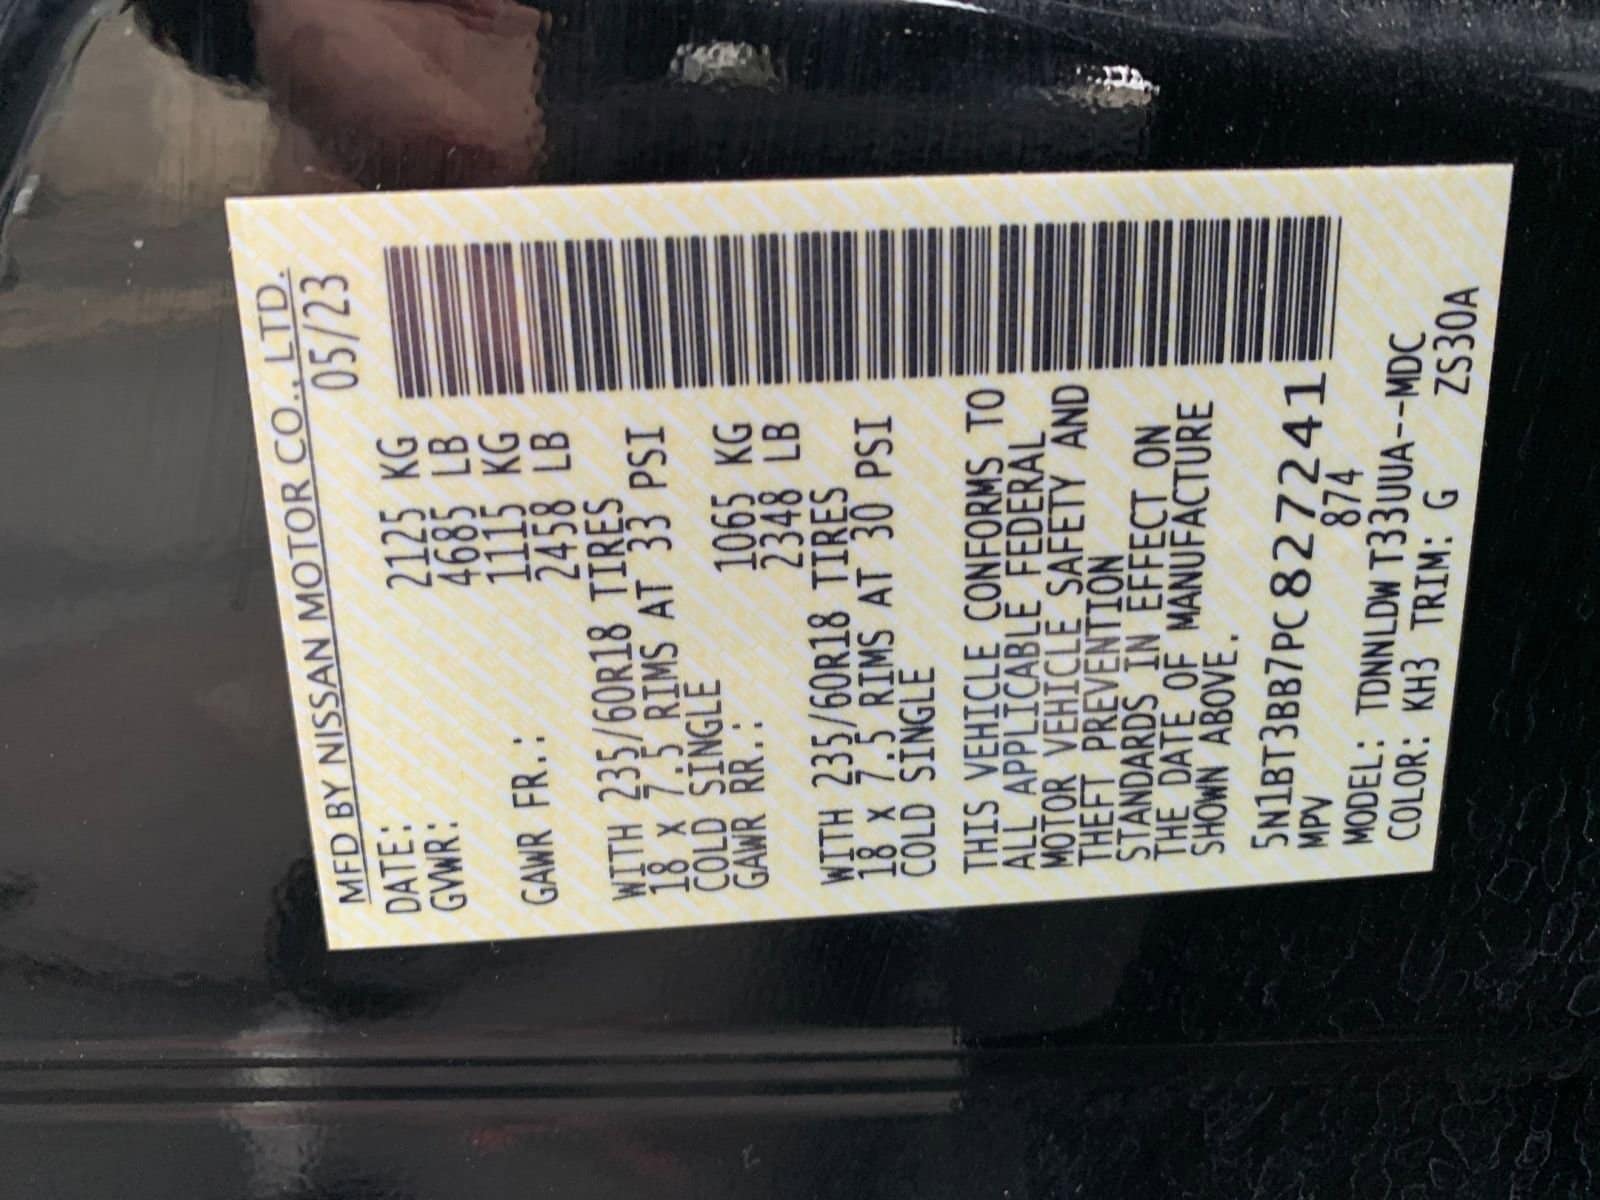 MFD BY NISSAN MOTOR CO., LTD.
DATE: 05/23
GVWR: 2125 KG
4685 LB
GAWR FR.: 1115 KG
2458 LB
WITH 235/60R18 TIRES
18 X 7.5 RIMS AT 33 PSI
COLD SINGLE
GAWR RR.: 1065 KG
2348 LB
WITH 235/60R18 TIRES
18 X 7.5 RIMS AT 30 PSI
COLD SINGLE
THIS VEHICLE CONFORMS TO
ALL APPLICABLE FEDERAL
MOTOR VEHICLE SAFETY AND
THEFT PREVENTION
STANDARDS IN EFFECT ON
THE DATE OF MANUFACTURE
SHOWN ABOVE.
5N1BT3BB7PC827241
MPV 874
MODEL: TDNNLDW T33UUA--MDC
COLOR: KH3 TRIM: G ZS30A